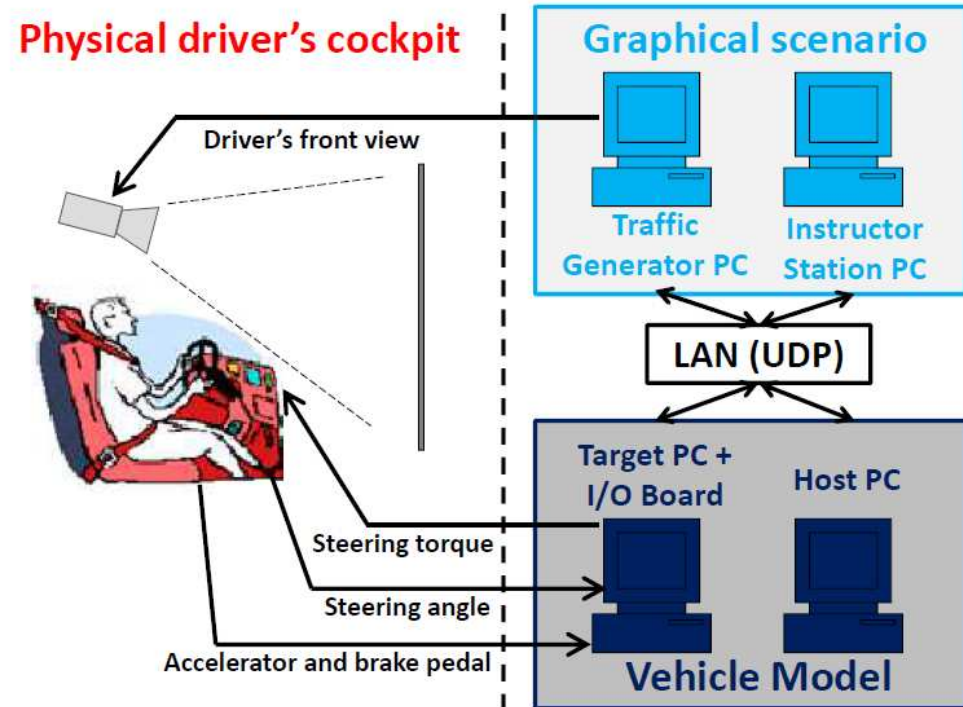 Physical driver's cockpit
Graphical scenario
Driver's front view
Traffic
Generator PC
Instructor
Station PC
LAN (UDP)
Target PC +
I/O Board
Host PC
Steering torque
Steering angle
Accelerator and brake pedal
Vehicle Model